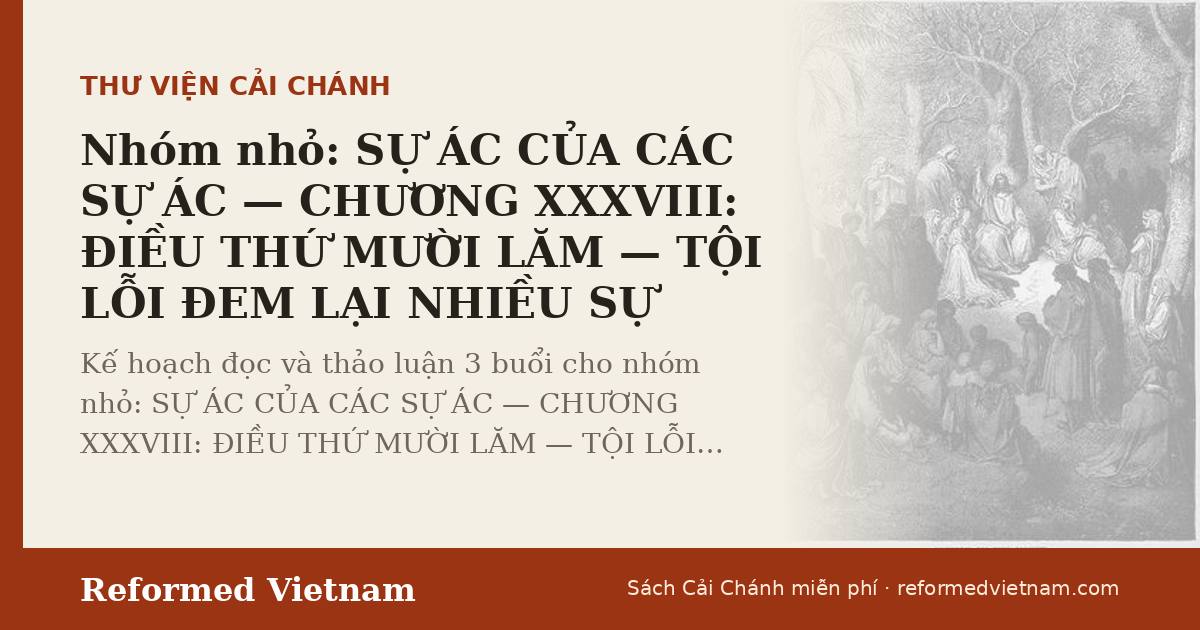 THƯ VIỆN CẢI CHÁNH
Nhóm nhỏ: SỰ ÁC CỦA CÁC
SỰ ÁC — CHƯƠNG XXXVIII:
ĐIỀU THỨ MƯỜI LĂM — TỘI
LỖI ĐEM LẠI NHIỀU SỰ
Kế hoạch đọc và thảo luận 3 buổi cho nhóm
nhỏ: SỰ ÁC CỦA CÁC SỰ ÁC — CHƯƠNG
XXXVIII: ĐIỀU THỨ MƯỜI LĂM — TỘI LỖI...
Reformed Vietnam
Sách Cải Chánh miễn phí · reformedvietnam.com